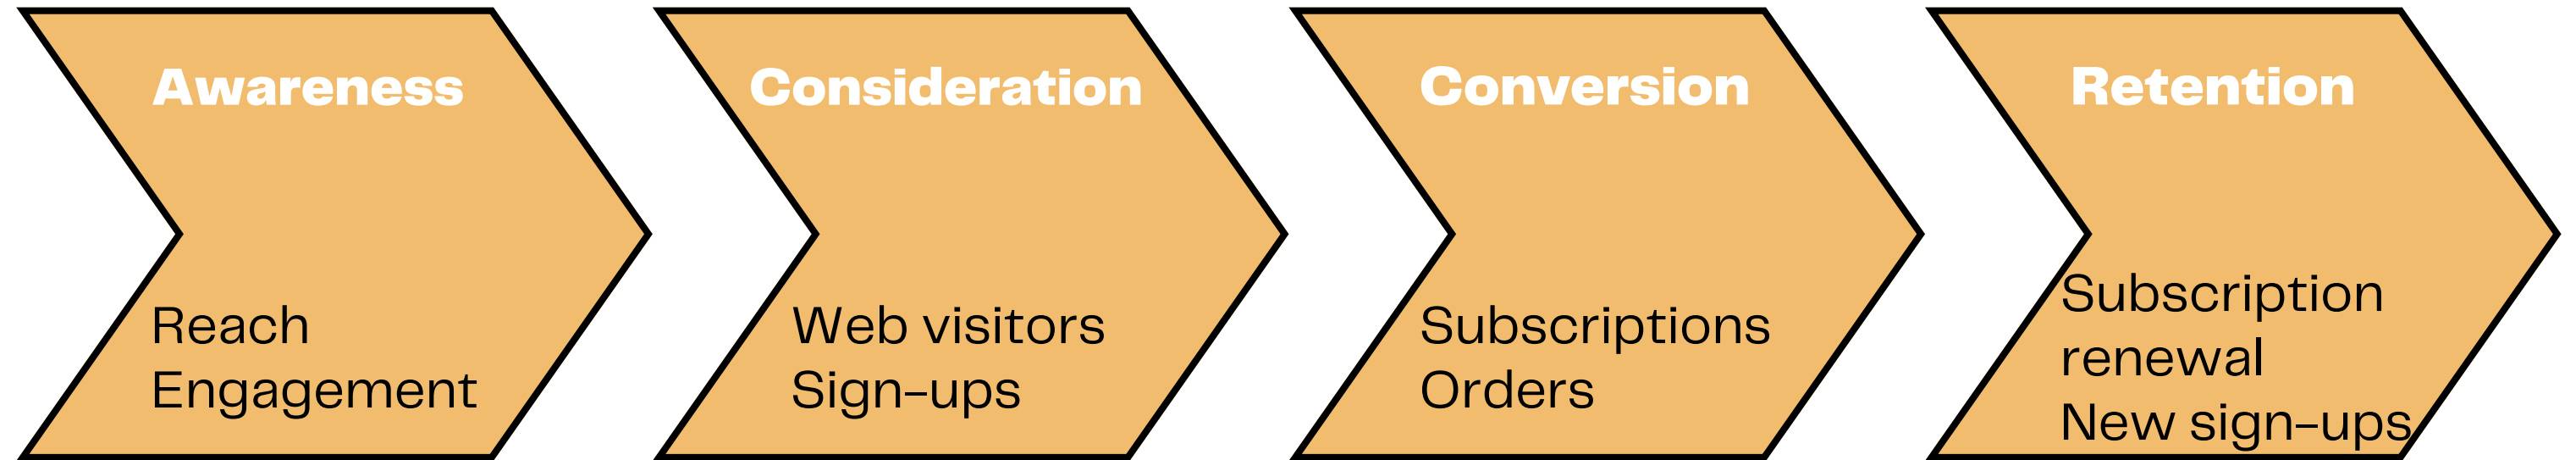 Awareness
Reach
Engagement
Consideration
Web visitors
Sign-ups
Conversion
Subscriptions
Orders
Retention
Subscription
renewal
New sign-ups